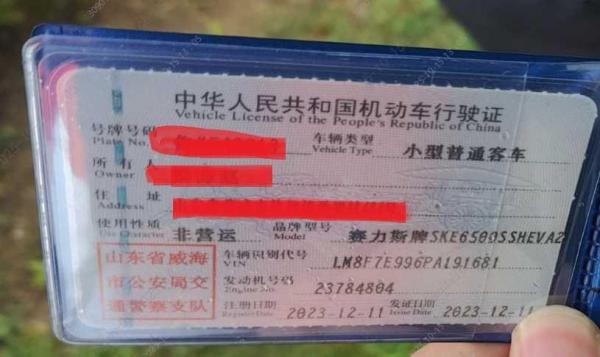 中华人民共和国机动车行驶证
Vehicle License of the People's Republic of China
号牌号码
Plate No.
车辆类型 小型普通客车
Vehicle Type
所有人
Owner
住址
Address
使用性质 非营运 品牌型号 赛力斯牌SKE6500SSHEVA2
Use Character Model
山东省威海
市公安局交
通警察支队
车辆识别代号 LM8F7E996PA191681
VIN
发动机号码 23784804
Engine No.
注册日期 2023-12-11 发证日期 2023-12-11
Register Date Issue Date